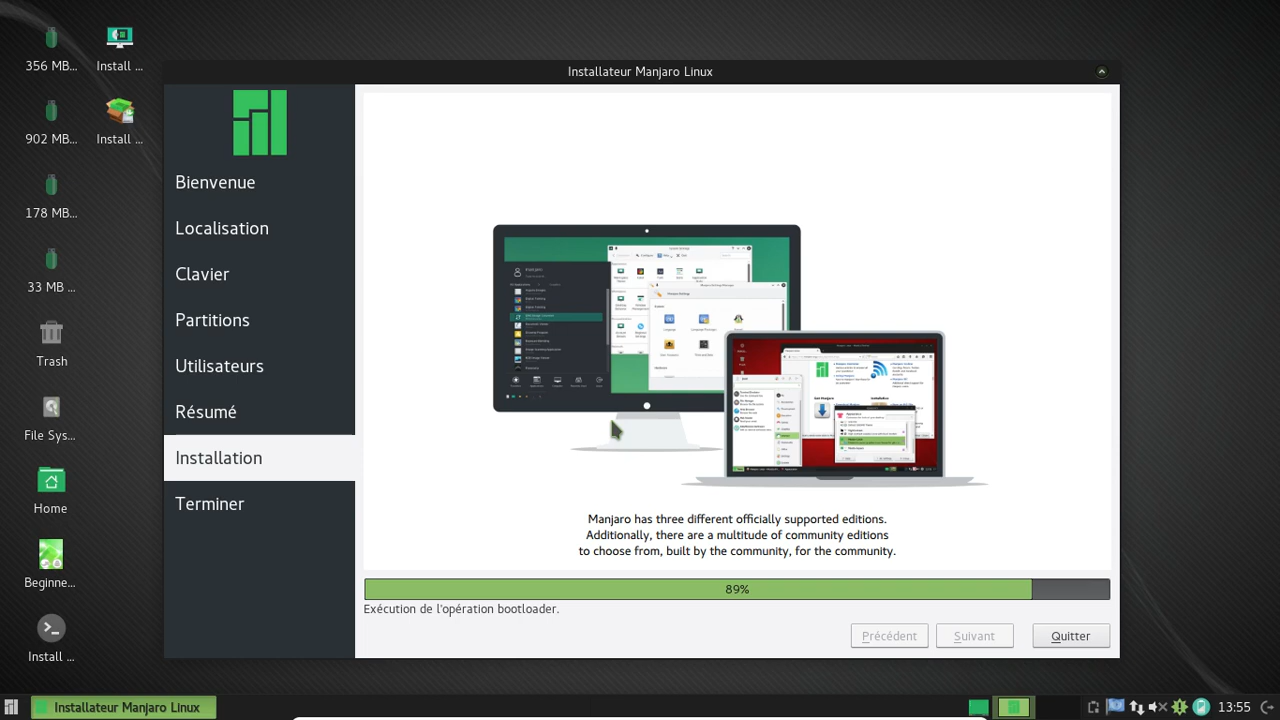 356 MB...
Install ...
902 MB...
Install ...
178 MB...
33 MB ...
Trash
Home
Beginne...
Install ...
Installateur Manjaro Linux
Bienvenue
Localisation
Clavier
Partitions
Utilisateurs
Résumé
Installation
Terminer
Manjaro has three different officially supported editions.
Additionally, there are a multitude of community editions
to choose from, built by the community, for the community.
89%
Exécution de l'opération bootloader.
Précédent
Suivant
Quitter
Installateur Manjaro Linux
13:55